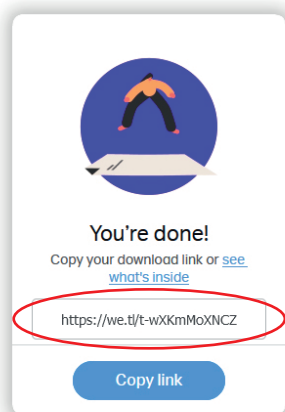 You're done!
Copy your download link or see
what's inside
https://we.tl/t-wXKmMoXNCZ
Copy link